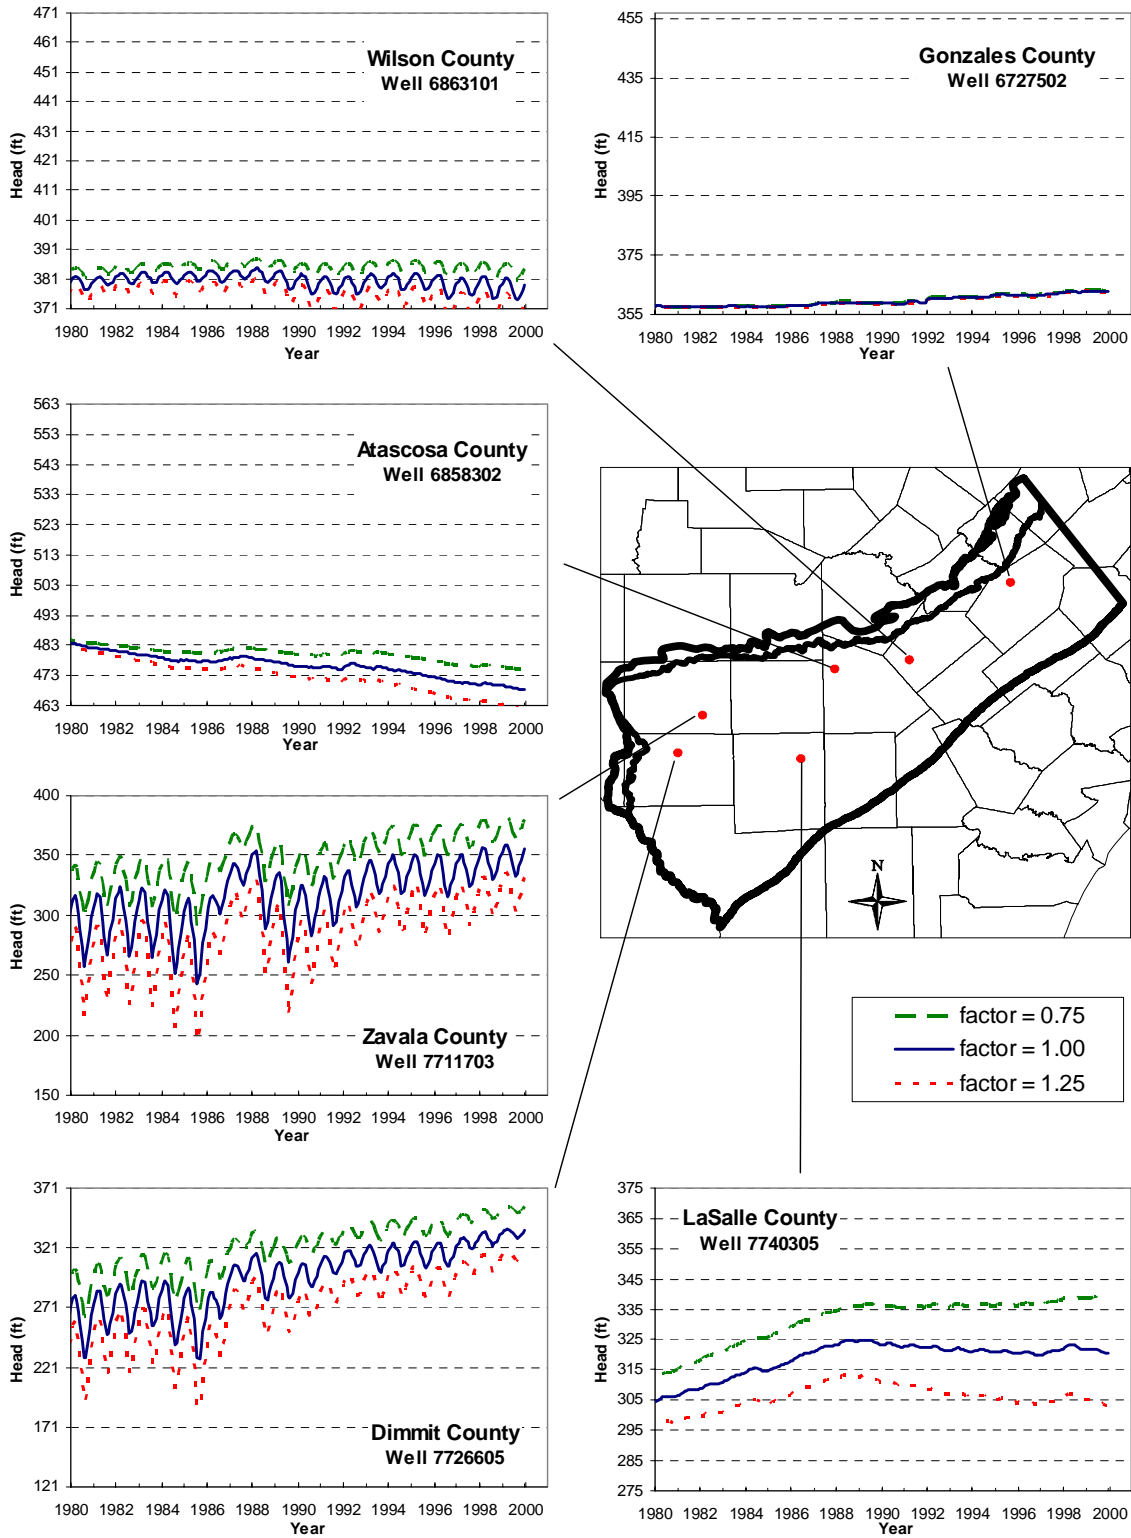 Wilson County
Well 6863101
Head (ft)
471
461
451
441
431
421
411
401
391
381
371
1980 1982 1984 1986 1988 1990 1992 1994 1996 1998 2000
Year
Gonzales County
Well 6727502
Head (ft)
455
435
415
395
375
355
1980 1982 1984 1986 1988 1990 1992 1994 1996 1998 2000
Year
Atascosa County
Well 6858302
Head (ft)
563
553
543
533
523
513
503
493
483
473
463
1980 1982 1984 1986 1988 1990 1992 1994 1996 1998 2000
Year
N
Zavala County
Well 7711703
Head (ft)
400
350
300
250
200
150
1980 1982 1984 1986 1988 1990 1992 1994 1996 1998 2000
Year
factor = 0.75
factor = 1.00
factor = 1.25
Dimmit County
Well 7726605
Head (ft)
371
321
271
221
171
121
1980 1982 1984 1986 1988 1990 1992 1994 1996 1998 2000
Year
LaSalle County
Well 7740305
Head (ft)
375
365
355
345
335
325
315
305
295
285
275
1980 1982 1984 1986 1988 1990 1992 1994 1996 1998 2000
Year